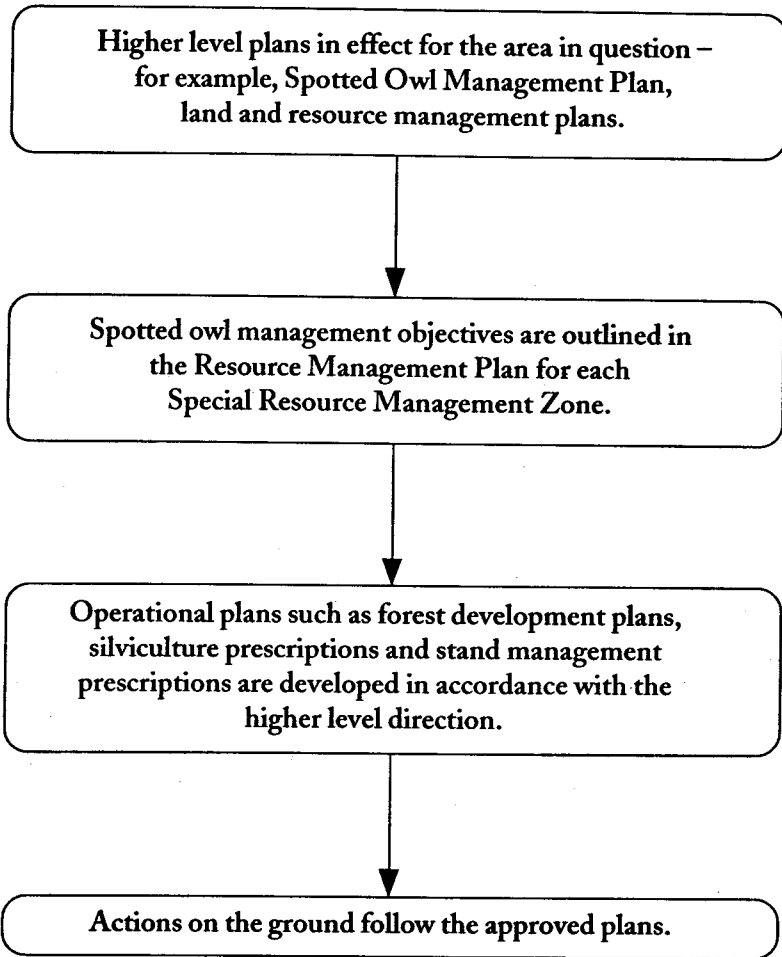 Higher level plans in effect for the area in question –
for example, Spotted Owl Management Plan,
land and resource management plans.
Spotted owl management objectives are outlined in
the Resource Management Plan for each
Special Resource Management Zone.
Operational plans such as forest development plans,
silviculture prescriptions and stand management
prescriptions are developed in accordance with the
higher level direction.
Actions on the ground follow the approved plans.